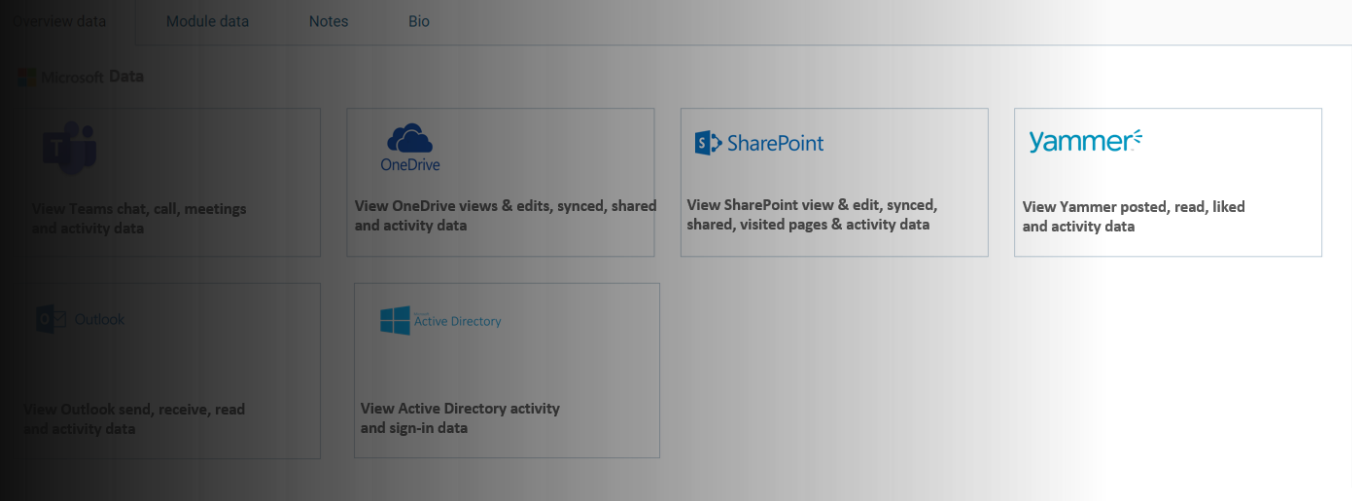 Overview data
Module data
Notes
Bio
Microsoft Data
T
OneDrive
S SharePoint
yammer
View Teams chat, call, meetings
and activity data
View OneDrive views & edits, synced, shared
and activity data
View SharePoint view & edit, synced,
shared, visited pages & activity data
View Yammer posted, read, liked
and activity data
O Outlook
Active Directory
View Outlook send, receive, read
and activity data
View Active Directory activity
and sign-in data